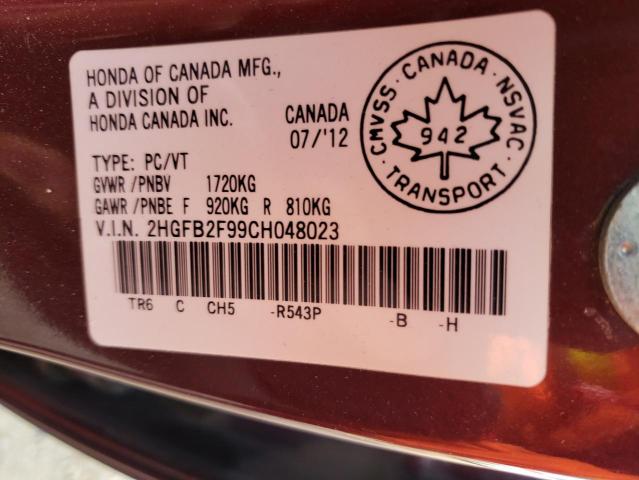 HONDA OF CANADA MFG.,
A DIVISION OF
HONDA CANADA INC.
CANADA
07/'12
CMVSS · CANADA · NSVAC
942
TRANSPORT
TYPE: PC/VT
GVWR /PNBV 1720KG
GAWR /PNBE F 920KG R 810KG
V.I.N. 2HGFB2F99CH048023
TR6 C CH5 -R543P -B -H